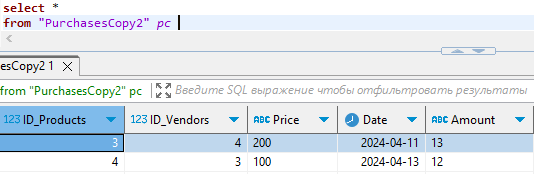 select *
from "PurchasesCopy2" pc
esCopy2 1
from "PurchasesCopy2" pc Введите SQL выражение чтобы отфильтровать результаты
123 ID_Products 123 ID_Vendors ABC Price Date ABC Amount
3 4 200 2024-04-11 13
4 3 100 2024-04-13 12